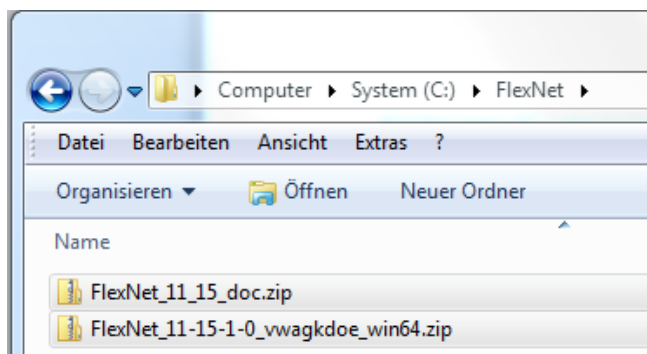 Computer System (C:) FlexNet
Datei Bearbeiten Ansicht Extras ?
Organisieren Öffnen Neuer Ordner
Name
FlexNet_11_15_doc.zip
FlexNet_11-15-1-0_vwagkdoe_win64.zip